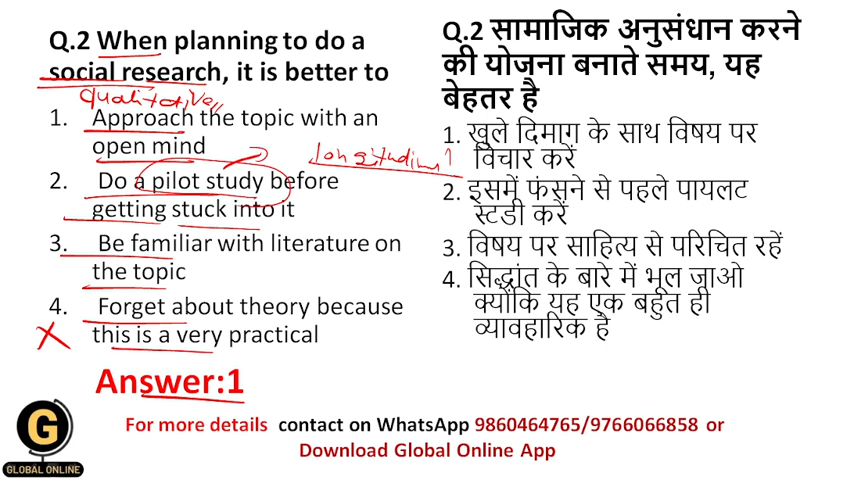 Q.2 When planning to do a
social research, it is better to
qualitative
1. Approach the topic with an
open mind
longitudinal
2. Do a pilot study before
getting stuck into it
3. Be familiar with literature on
the topic
4. Forget about theory because
this is a very practical
Answer:1
Q.2 सामाजिक अनुसंधान करने
की योजना बनाते समय, यह
बेहतर है
1. खुले दिमाग के साथ विषय पर
विचार करें
2. इसमें फंसने से पहले पायलट
स्टडी करें
3. विषय पर साहित्य से परिचित रहें
4. सिद्धांत के बारे में भूल जाओ
क्योंकि यह एक बहुत ही
व्यावहारिक है
For more details contact on WhatsApp 9860464765/9766066858 or
Download Global Online App
G
GLOBAL ONLINE